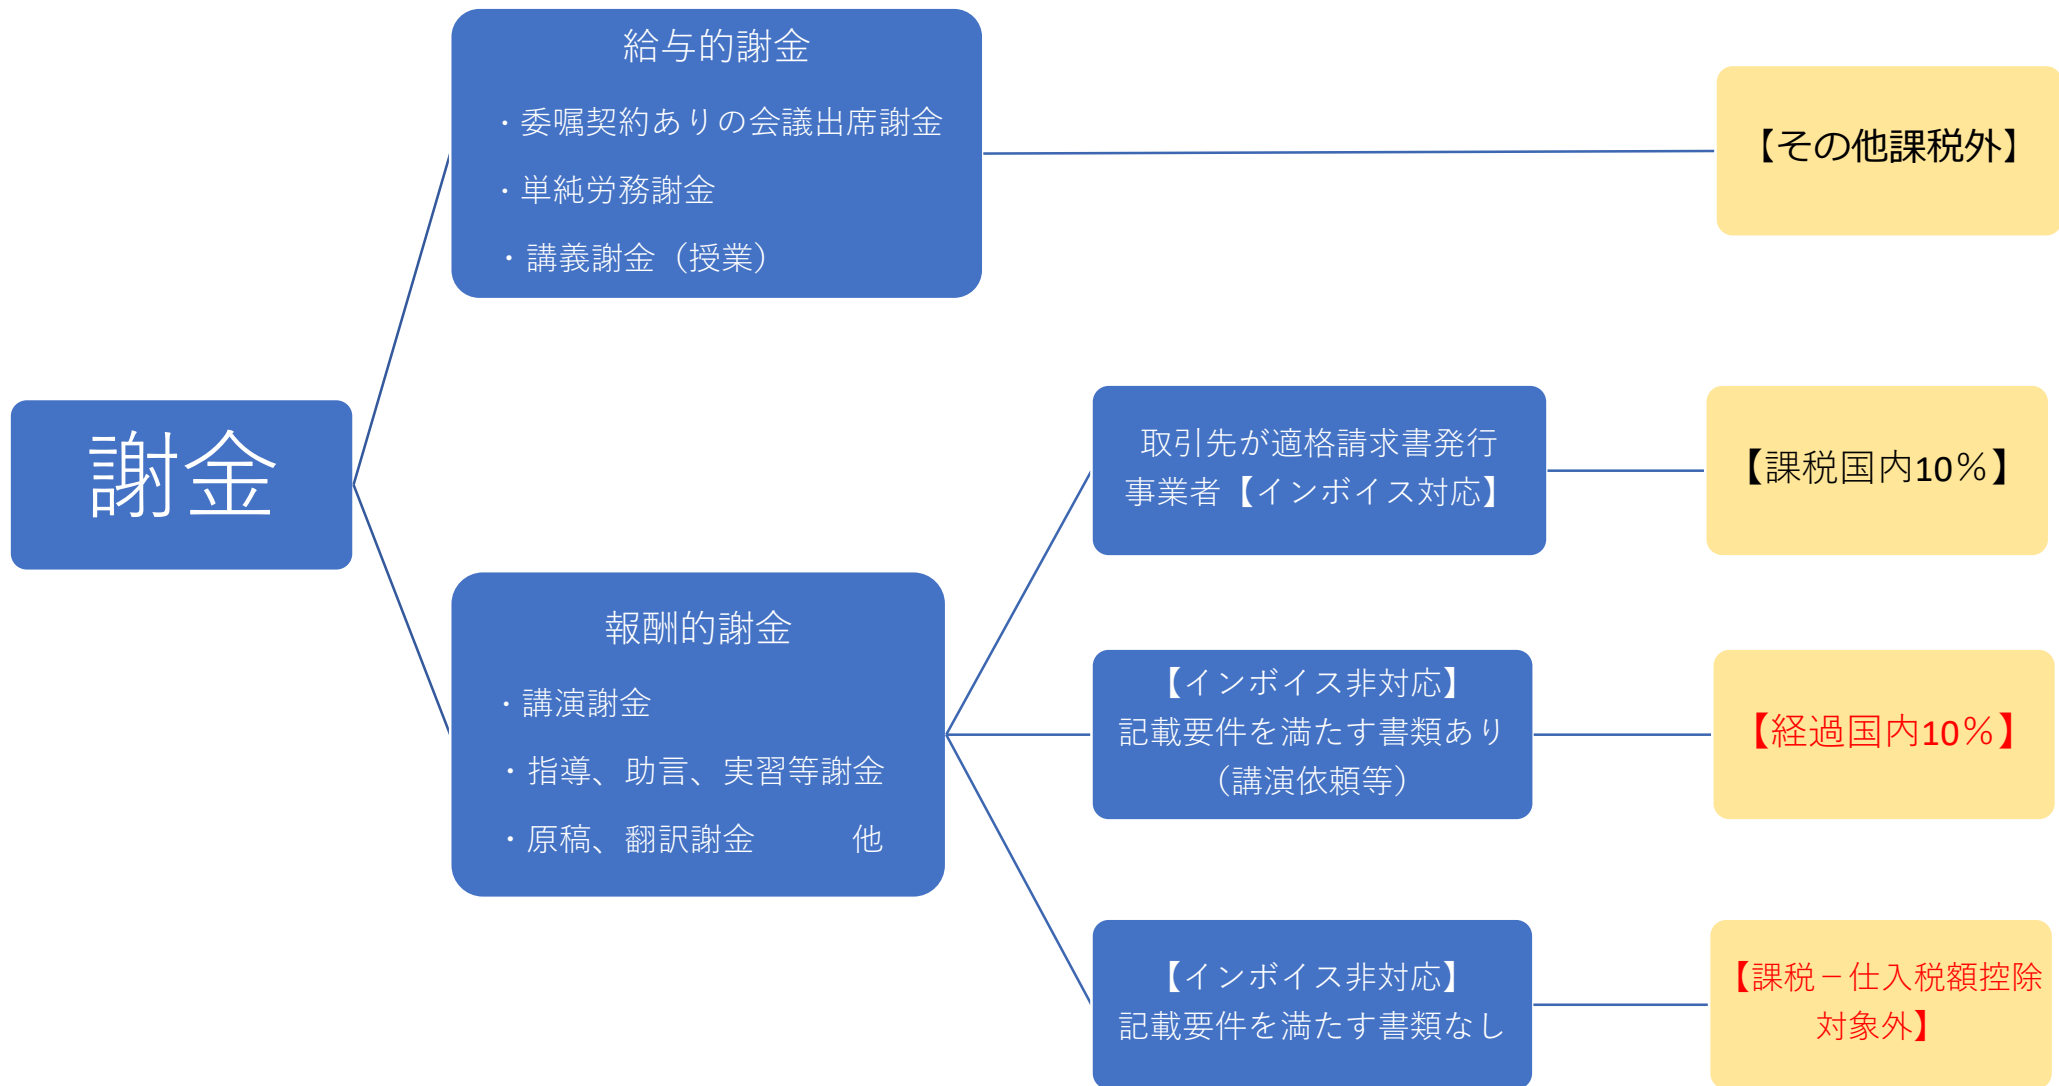 謝金
給与的謝金
・委嘱契約ありの会議出席謝金
・単純労務謝金
・講義謝金（授業）
【その他課税外】
報酬的謝金
・講演謝金
・指導、助言、実習等謝金
・原稿、翻訳謝金　　　他
取引先が適格請求書発行
事業者【インボイス対応】
【課税国内10％】
【インボイス非対応】
記載要件を満たす書類あり
（講演依頼等）
【経過国内10％】
【インボイス非対応】
記載要件を満たす書類なし
【課税－仕入税額控除
対象外】